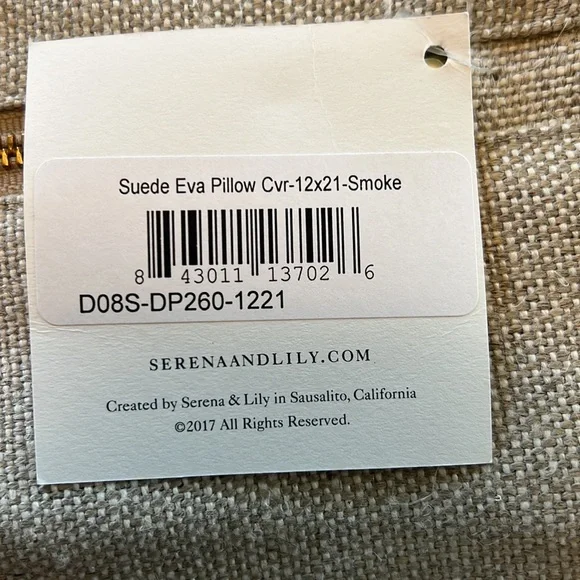 Suede Eva Pillow Cvr-12x21-Smoke
8 43011 13702 6
D08S-DP260-1221
SERENAANDLILY.COM
Created by Serena & Lily in Sausalito, California
©2017 All Rights Reserved.